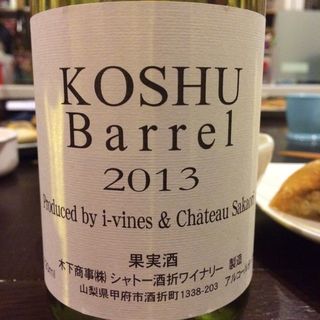 KOSHU
Barrel
2013
Produced by i-vines & Château Sakaori
果実酒
木下商事㈱ シャトー酒折ワイナリー 製造
山梨県甲府市酒折町1338-203